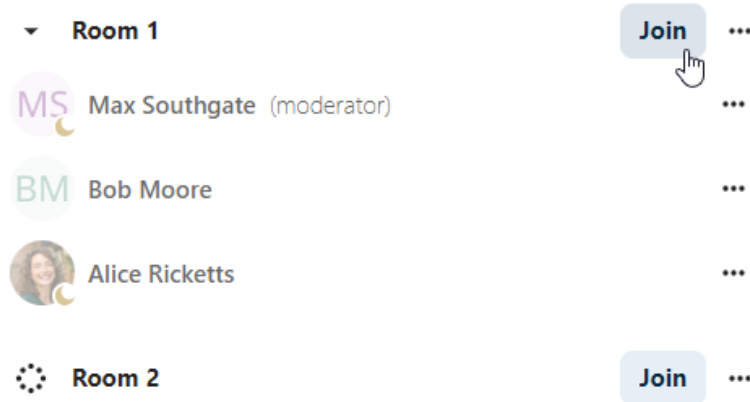 Room 1 Join
MS Max Southgate (moderator)
BM Bob Moore
Alice Ricketts
Room 2 Join